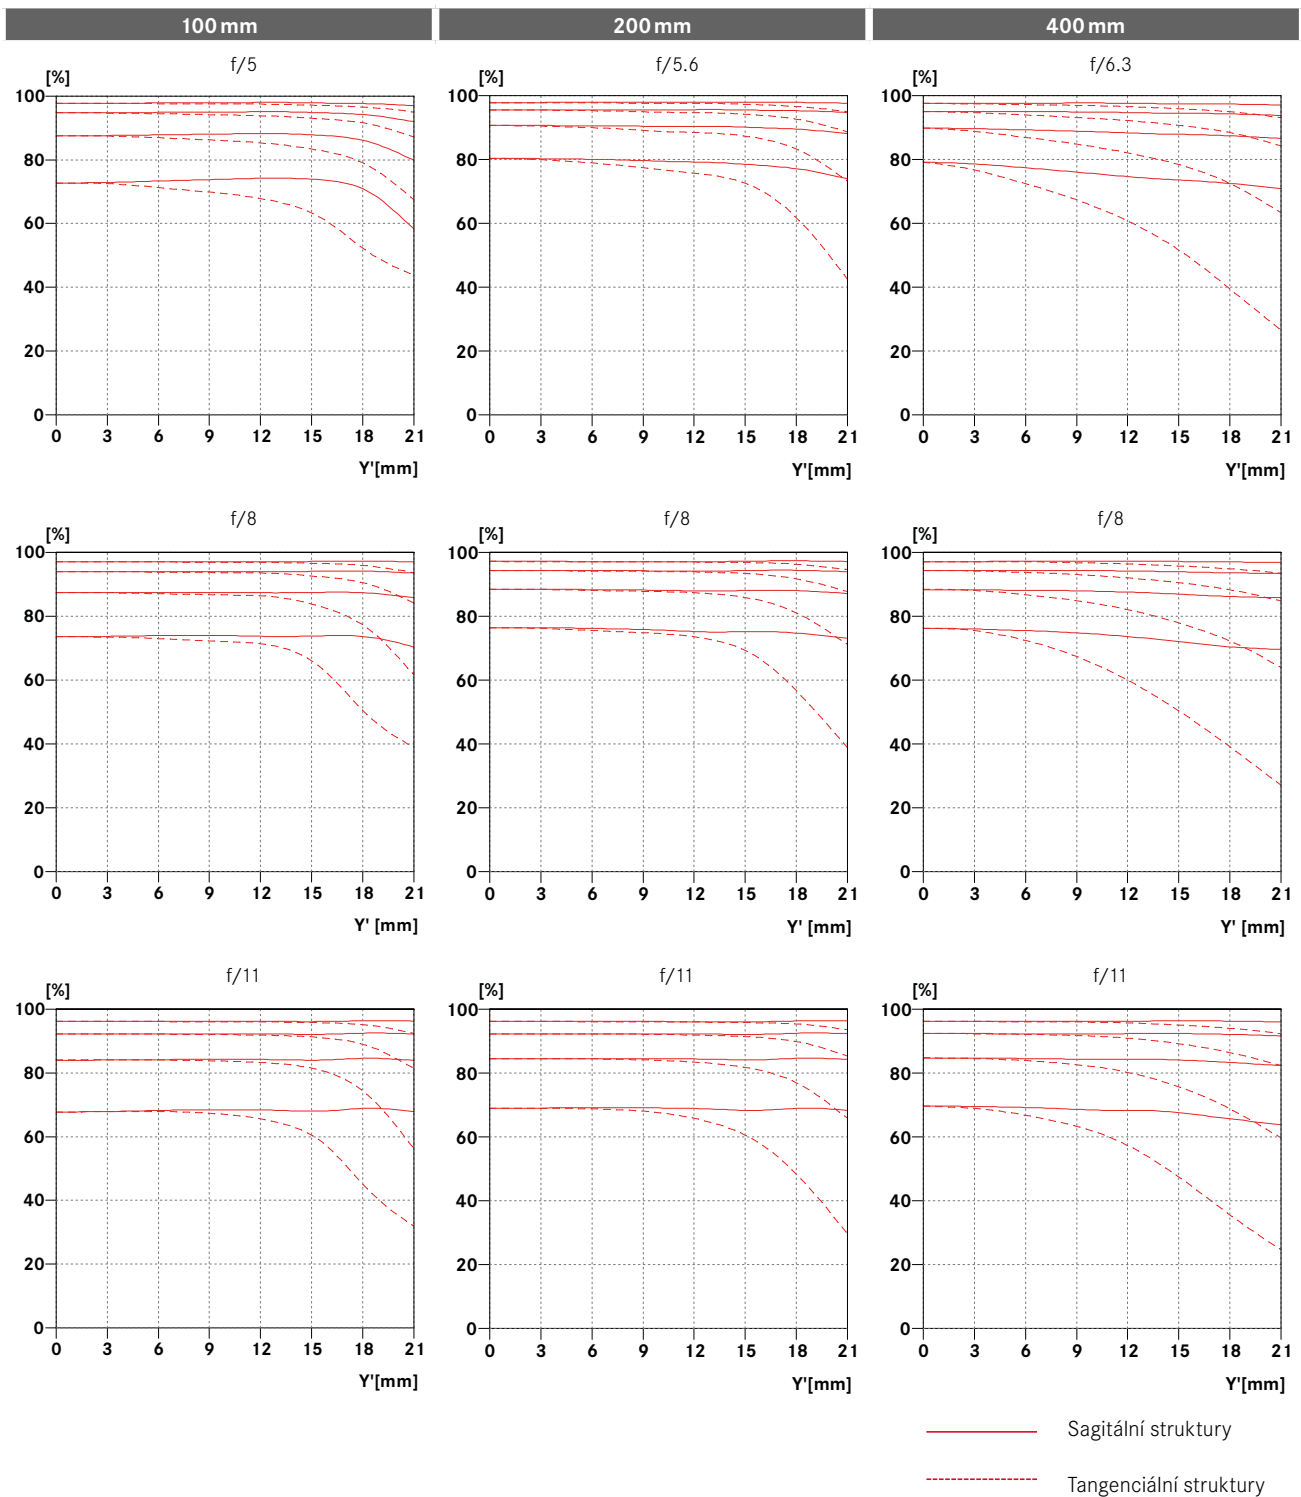 100 mm 200 mm 400 mm
f/5 f/5.6 f/6.3
[%] [%] [%]
100 100 100
80 80 80
60 60 60
40 40 40
20 20 20
0 0 0
0 3 6 9 12 15 18 21 0 3 6 9 12 15 18 21 0 3 6 9 12 15 18 21
Y'[mm] Y'[mm] Y'[mm]
f/8 f/8 f/8
[%] [%] [%]
100 100 100
80 80 80
60 60 60
40 40 40
20 20 20
0 0 0
0 3 6 9 12 15 18 21 0 3 6 9 12 15 18 21 0 3 6 9 12 15 18 21
Y' [mm] Y' [mm] Y' [mm]
f/11 f/11 f/11
[%] [%] [%]
100 100 100
80 80 80
60 60 60
40 40 40
20 20 20
0 0 0
0 3 6 9 12 15 18 21 0 3 6 9 12 15 18 21 0 3 6 9 12 15 18 21
Y'[mm] Y'[mm] Y'[mm]
Sagitální struktury
Tangenciální struktury